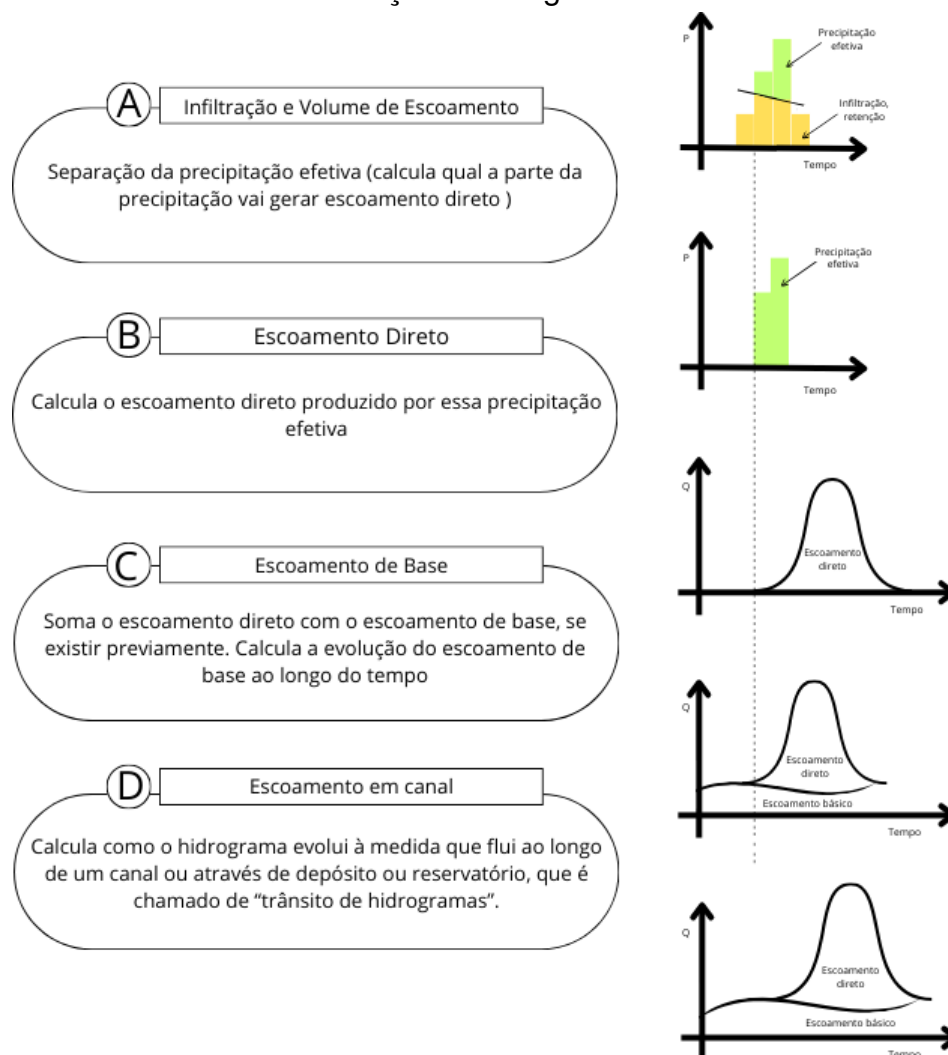 A
Infiltração e Volume de Escoamento
Separação da precipitação efetiva (calcula qual a parte da
precipitação vai gerar escoamento direto )
B
Escoamento Direto
Calcula o escoamento direto produzido por essa precipitação
efetiva
C
Escoamento de Base
Soma o escoamento direto com o escoamento de base, se
existir previamente. Calcula a evolução do escoamento de
base ao longo do tempo
D
Escoamento em canal
Calcula como o hidrograma evolui à medida que flui ao longo
de um canal ou através de depósito ou reservatório, que é
chamado de “trânsito de hidrogramas”.
P
Precipitação
efetiva
Infiltração,
retenção
Tempo
P
Precipitação
efetiva
Tempo
Q
Escoamento
direto
Tempo
Q
Escoamento
direto
Escoamento básico
Tempo
Q
Escoamento
direto
Escoamento básico
Tempo